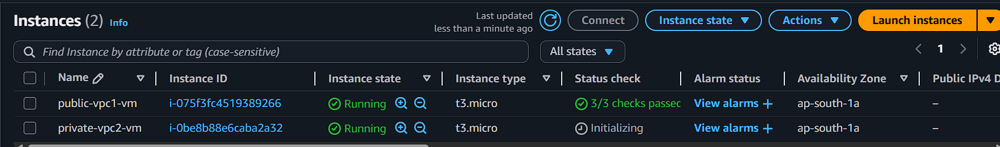 Instances (2) Info
Last updated
less than a minute ago
Connect
Instance state
Actions
Launch instances
Find Instance by attribute or tag (case-sensitive)
All states
1
Name Instance ID Instance state Instance type Status check Alarm status Availability Zone Public IPv4 D
public-vpc1-vm i-075f3fc4519389266 Running t3.micro 3/3 checks passec View alarms + ap-south-1a –
private-vpc2-vm i-0be8b88e6caba2a32 Running t3.micro Initializing View alarms + ap-south-1a –